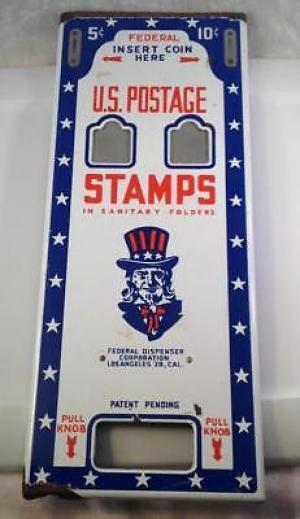 5¢ FEDERAL 10¢
INSERT COIN
HERE
U.S. POSTAGE
STAMPS
IN SANITARY FOLDERS
FEDERAL DISPENSER
CORPORATION
LOS ANGELES 28, CAL.
PATENT PENDING
PULL KNOB
PULL KNOB